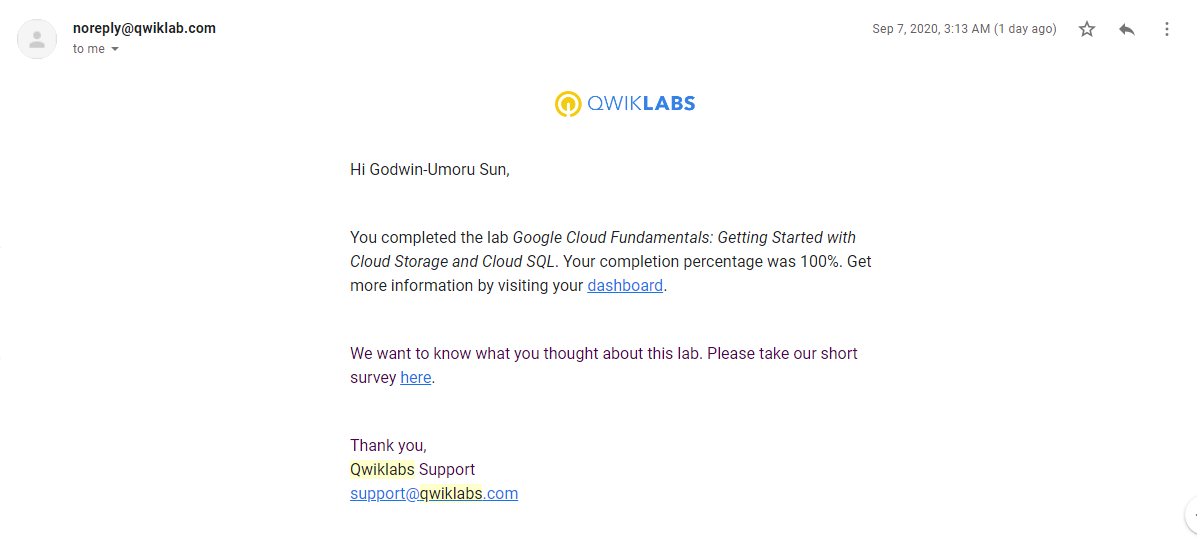 noreply@qwiklab.com
Sep 7, 2020, 3:13 AM (1 day ago)
to me
QWIKLABS
Hi Godwin-Umoru Sun,
You completed the lab Google Cloud Fundamentals: Getting Started with
Cloud Storage and Cloud SQL. Your completion percentage was 100%. Get
more information by visiting your dashboard.
We want to know what you thought about this lab. Please take our short
survey here.
Thank you,
Qwiklabs Support
support@qwiklabs.com